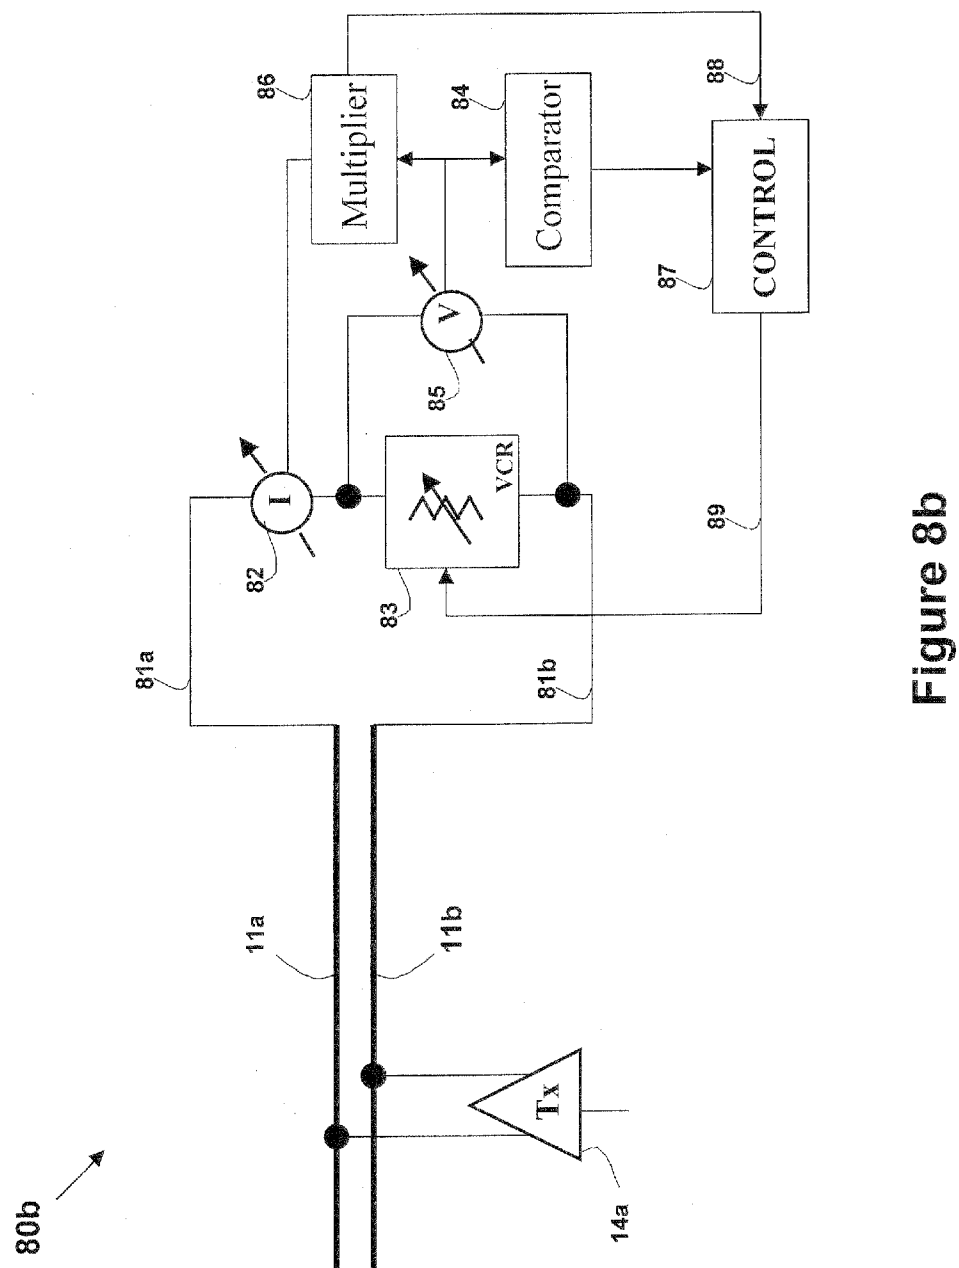 80b
14a
Tx
11a
11b
81a
81b
82
I
83
VCR
85
V
86
Multiplier
84
Comparator
87
CONTROL
88
89
Figure 8b